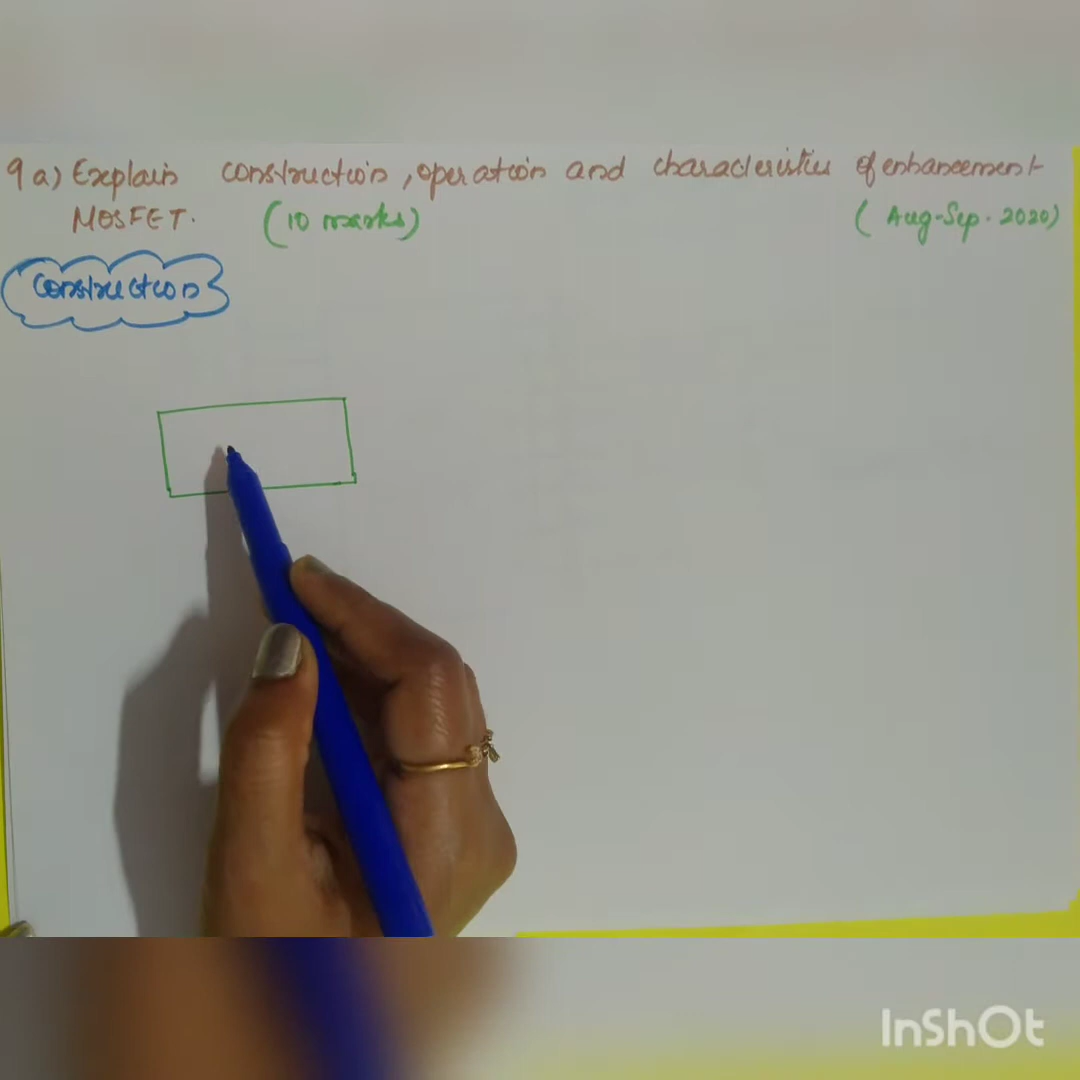 9 a) Explain construction, operation and characteristics of enhancement
MOSFET. (10 marks) (Aug-Sep. 2020)
Construction
InShOt